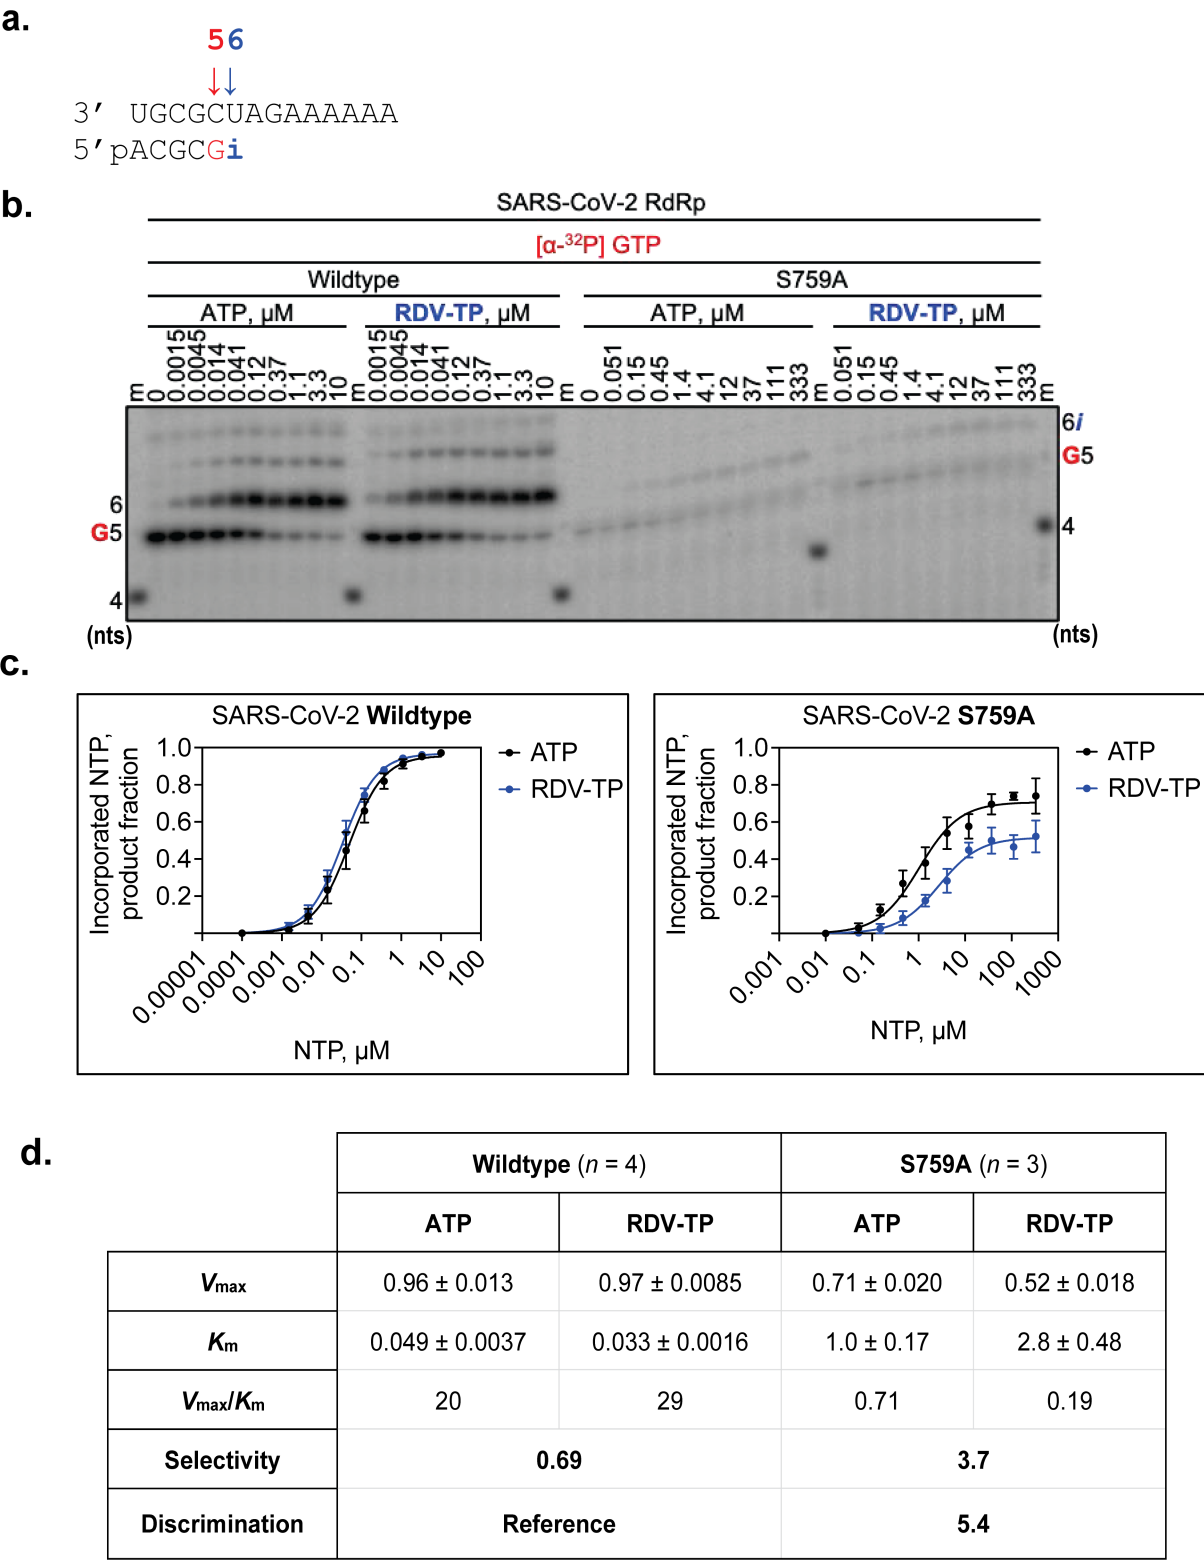 a.
56
↓↓
3’ UGCGCUAGAAAAAA
5’pACGCGi
b.
SARS-CoV-2 RdRp
[α-³²P] GTP
Wildtype S759A
ATP, µM RDV-TP, µM ATP, µM RDV-TP, µM
m 0 0.0015 0.0045 0.014 0.041 0.12 0.37 1.1 3.3 10 m 0.0015 0.0045 0.014 0.041 0.12 0.37 1.1 3.3 10 m 0 0.051 0.15 0.45 1.4 4.1 12 37 111 333 m 0.051 0.15 0.45 1.4 4.1 12 37 111 333 m
6i
G5
6
G5
4
4
(nts) (nts)
c.
SARS-CoV-2 Wildtype
Incorporated NTP,
product fraction
1.0
0.8
0.6
0.4
0.2
0.00001 0.0001 0.001 0.01 0.1 1 10 100
NTP, µM
ATP
RDV-TP
SARS-CoV-2 S759A
Incorporated NTP,
product fraction
1.0
0.8
0.6
0.4
0.2
0.001 0.01 0.1 1 10 100 1000
NTP, µM
ATP
RDV-TP
d.
Wildtype (n = 4) S759A (n = 3)
ATP RDV-TP ATP RDV-TP
Vmax 0.96 ± 0.013 0.97 ± 0.0085 0.71 ± 0.020 0.52 ± 0.018
Km 0.049 ± 0.0037 0.033 ± 0.0016 1.0 ± 0.17 2.8 ± 0.48
Vmax/Km 20 29 0.71 0.19
Selectivity 0.69 3.7
Discrimination Reference 5.4